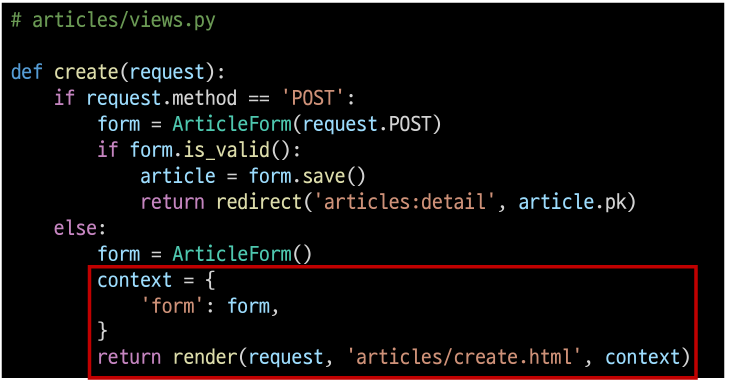 # articles/views.py

def create(request):
    if request.method == 'POST':
        form = ArticleForm(request.POST)
        if form.is_valid():
            article = form.save()
            return redirect('articles:detail', article.pk)
    else:
        form = ArticleForm()
        context = {
            'form': form,
        }
        return render(request, 'articles/create.html', context)